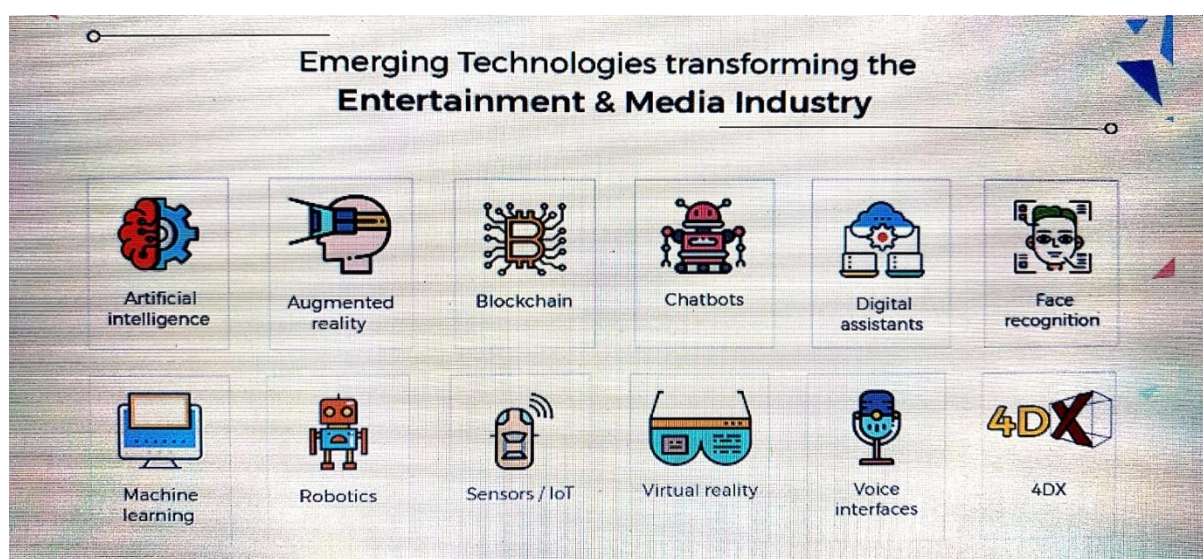 Emerging Technologies transforming the
Entertainment & Media Industry
Artificial
intelligence
Augmented
reality
Blockchain
Chatbots
Digital
assistants
Face
recognition
Machine
learning
Robotics
Sensors / IoT
Virtual reality
Voice
interfaces
4DX
4DX